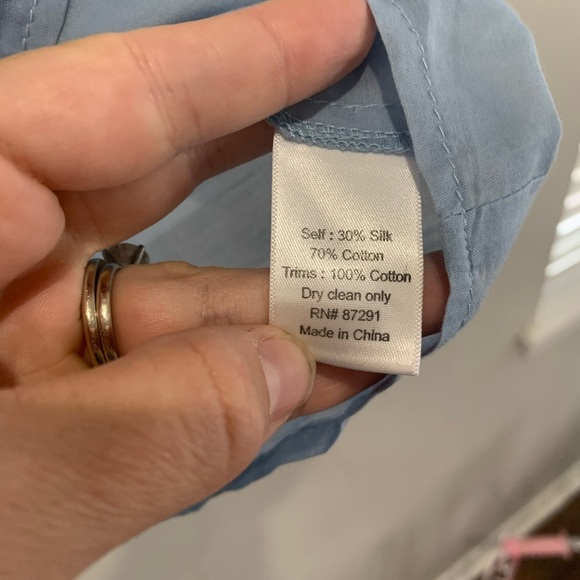 Self : 30% Silk
70% Cotton
Trims : 100% Cotton
Dry clean only
RN# 87291
Made in China